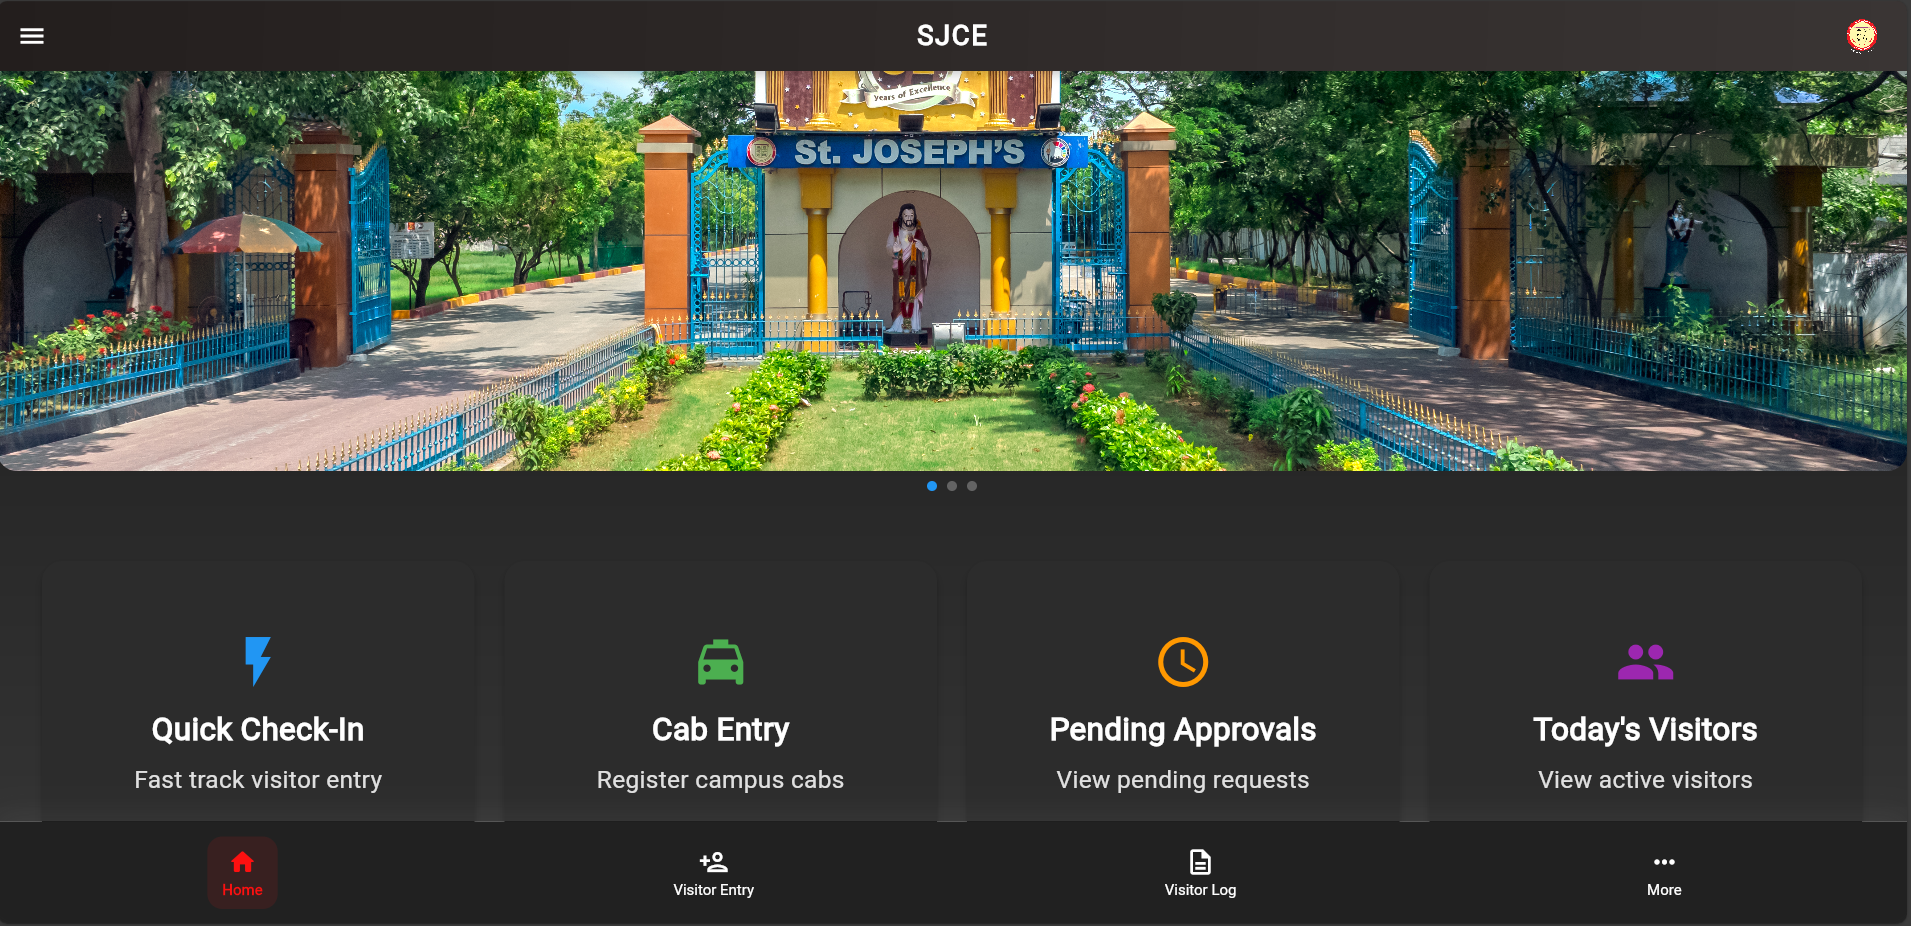 SJCE
Years of Excellence
St. JOSEPH'S
Quick Check-In
Fast track visitor entry
Cab Entry
Register campus cabs
Pending Approvals
View pending requests
Today's Visitors
View active visitors
Home
Visitor Entry
Visitor Log
More